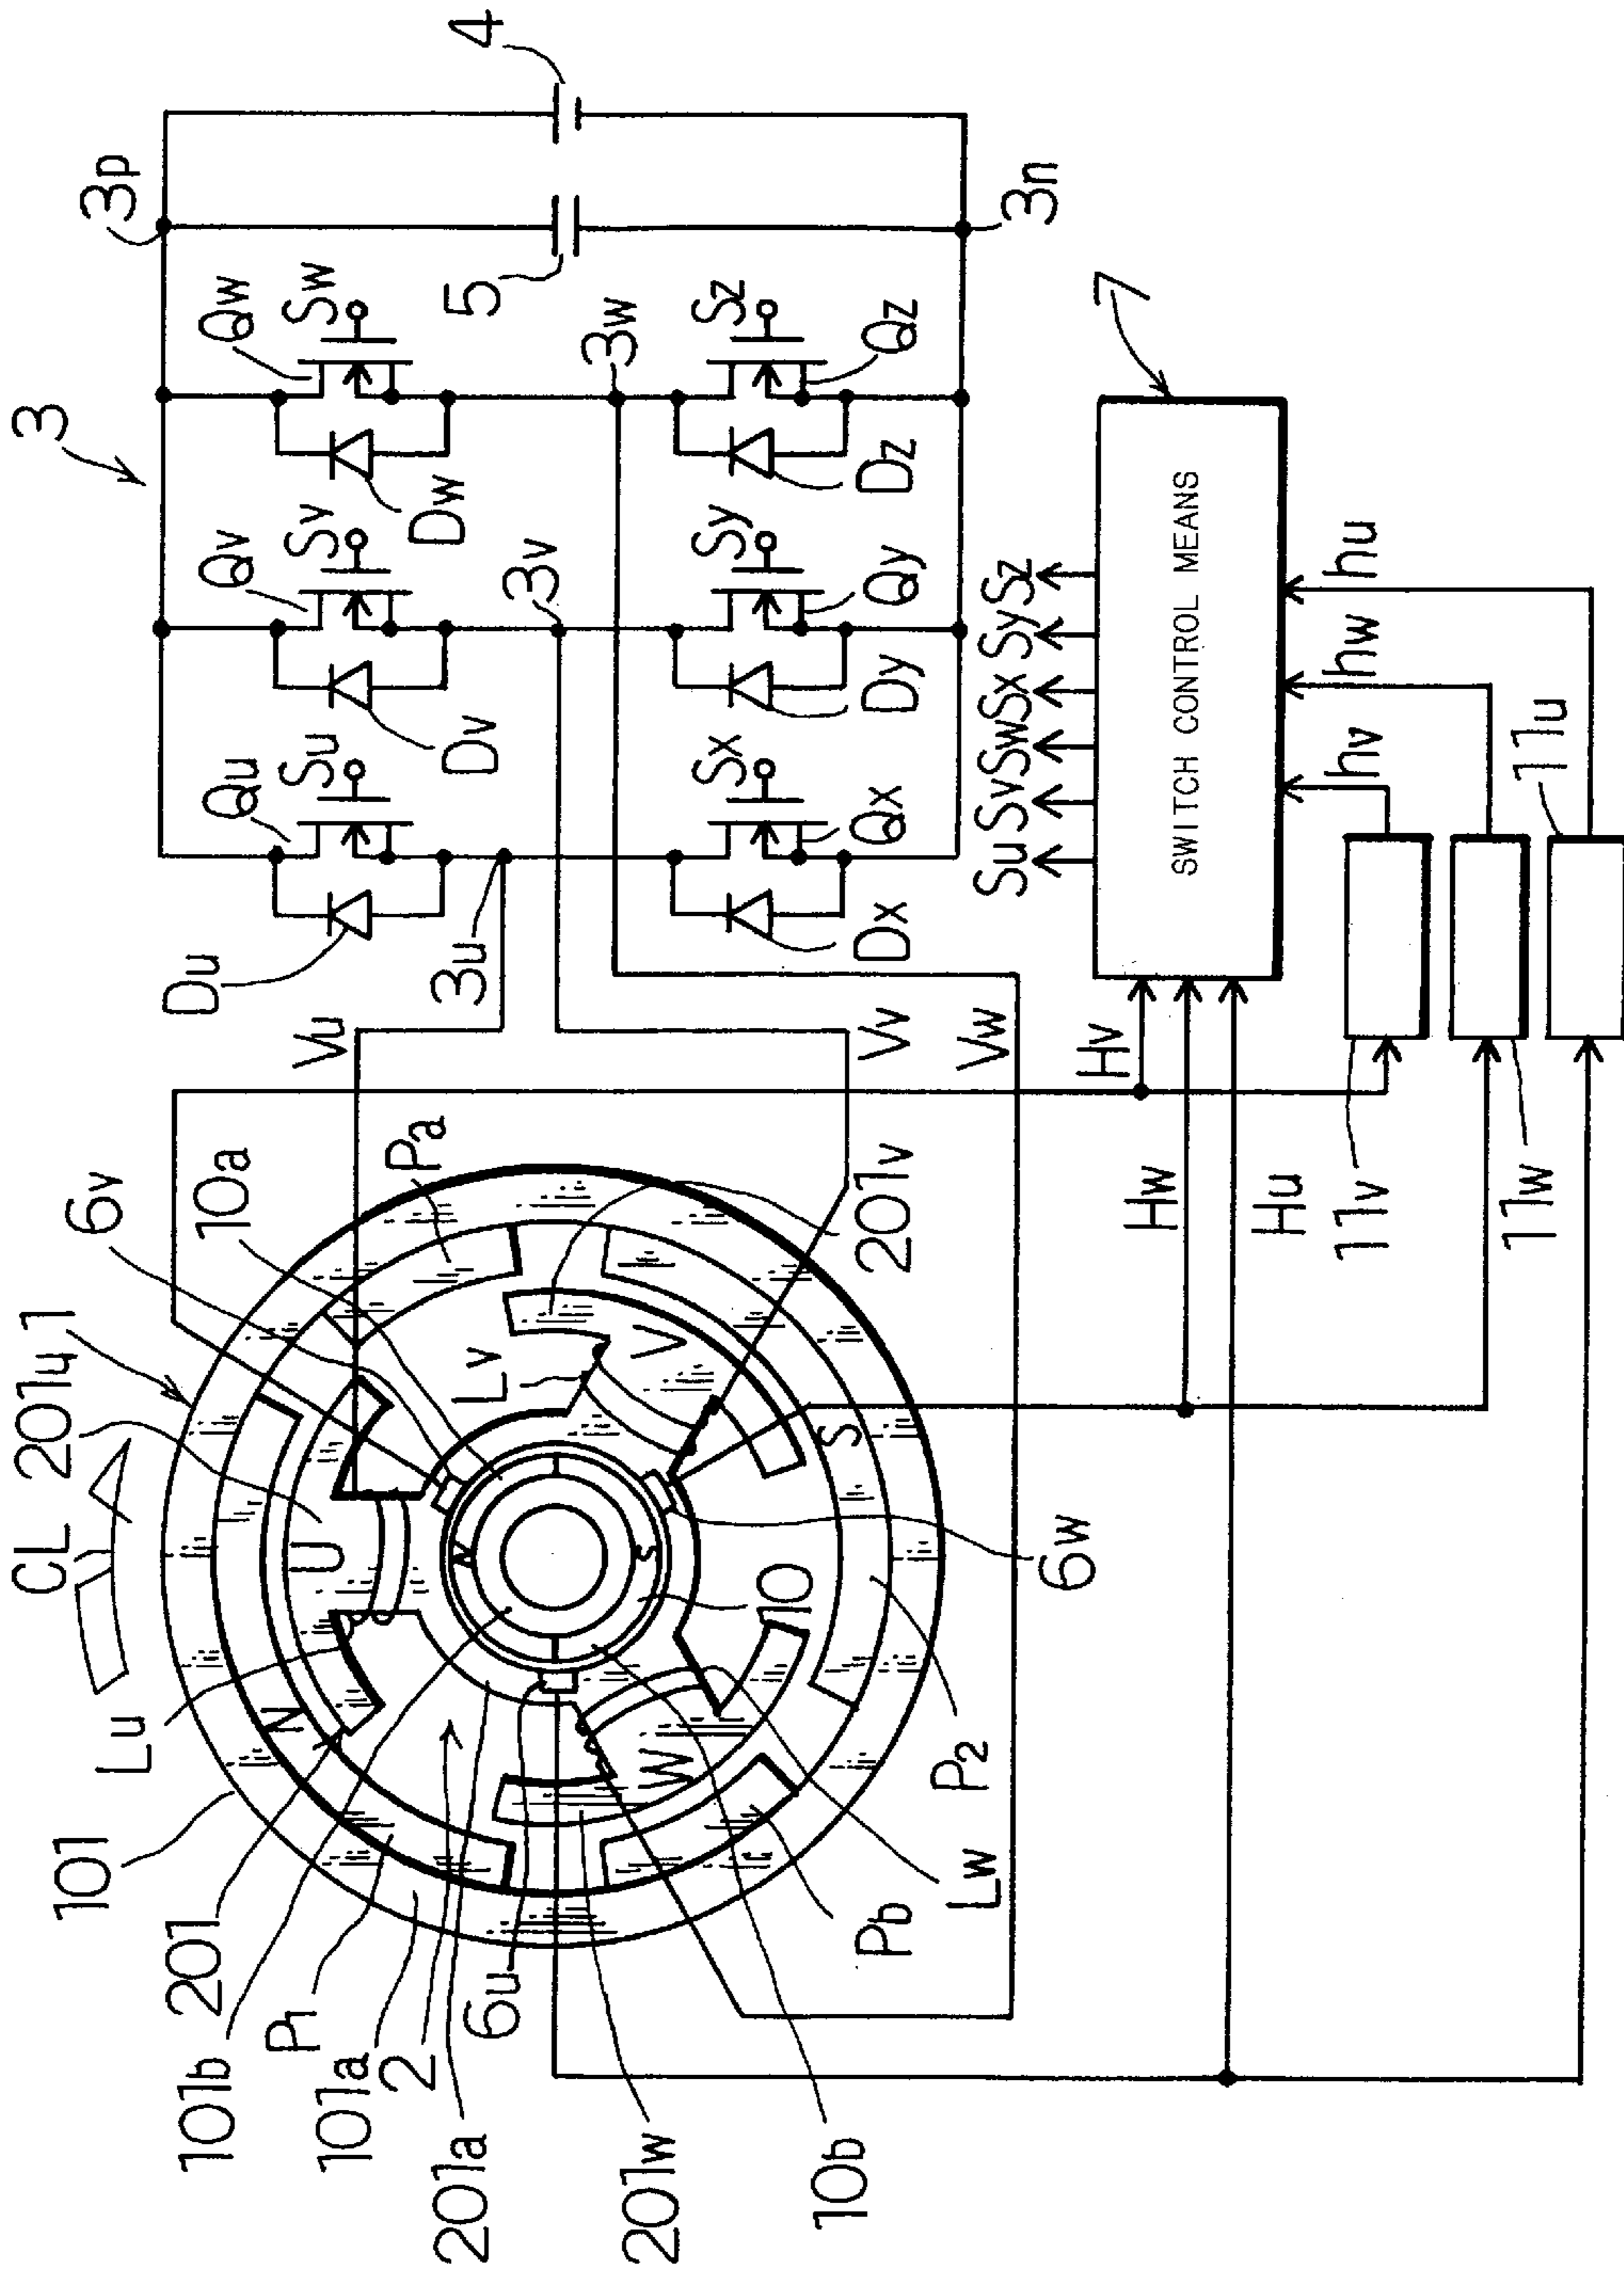 3
3p
4
CL
201u
1
6v
10a
Pa
Vu
Du
Qu
Su
Qv
Sv
Qw
Sw
Dv
Dw
5
3u
3v
3w
Lu
101
201
101b
P1
101a
2
201a
6u
201w
U
N
N
S
Lv
V
S
W
10
201v
Vv
Vw
6w
P2
Lw
Pb
10b
Sx
Qx
Dx
Sy
Qy
Dy
Sz
Qz
Dz
3n
Su
Sv
Sw
Sx
Sy
Sz
7
SWITCH CONTROL MEANS
Hv
Hw
Hu
hv
hw
hu
11v
11w
11u